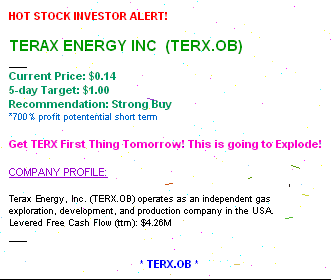 HOT STOCK INVESTOR ALERT!
TERAX ENERGY INC (TERX.OB)
Current Price: $0.14
5-day Target: $1.00
Recommendation: Strong Buy
*700% profit potentential short term
Get TERX First Thing Tomorrow! This is going to Explode!
COMPANY PROFILE:
Terax Energy, Inc. (TERX.OB) operates as an independent gas
exploration, development, and production company in the USA.
Levered Free Cash Flow (ttm): $4.26M
* TERX.OB *